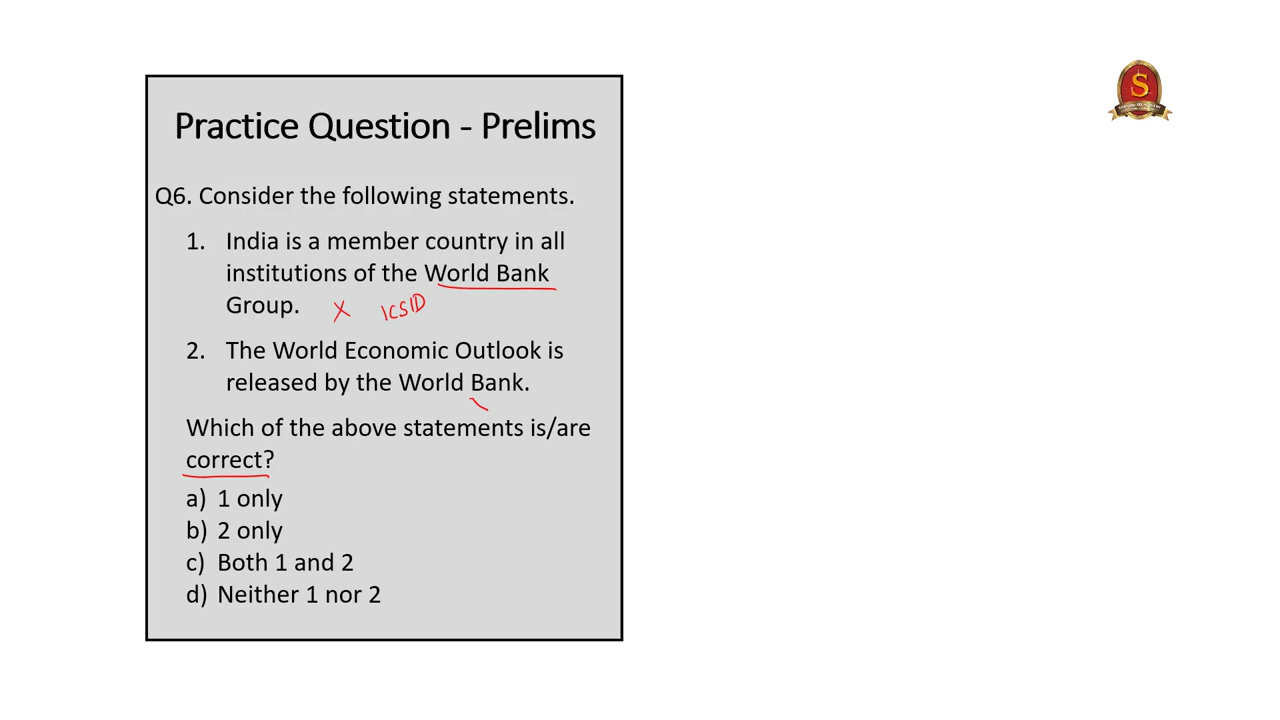 Practice Question - Prelims
Q6. Consider the following statements.
1. India is a member country in all
institutions of the World Bank
Group. X ICSID
2. The World Economic Outlook is
released by the World Bank.
Which of the above statements is/are
correct?
a) 1 only
b) 2 only
c) Both 1 and 2
d) Neither 1 nor 2
S